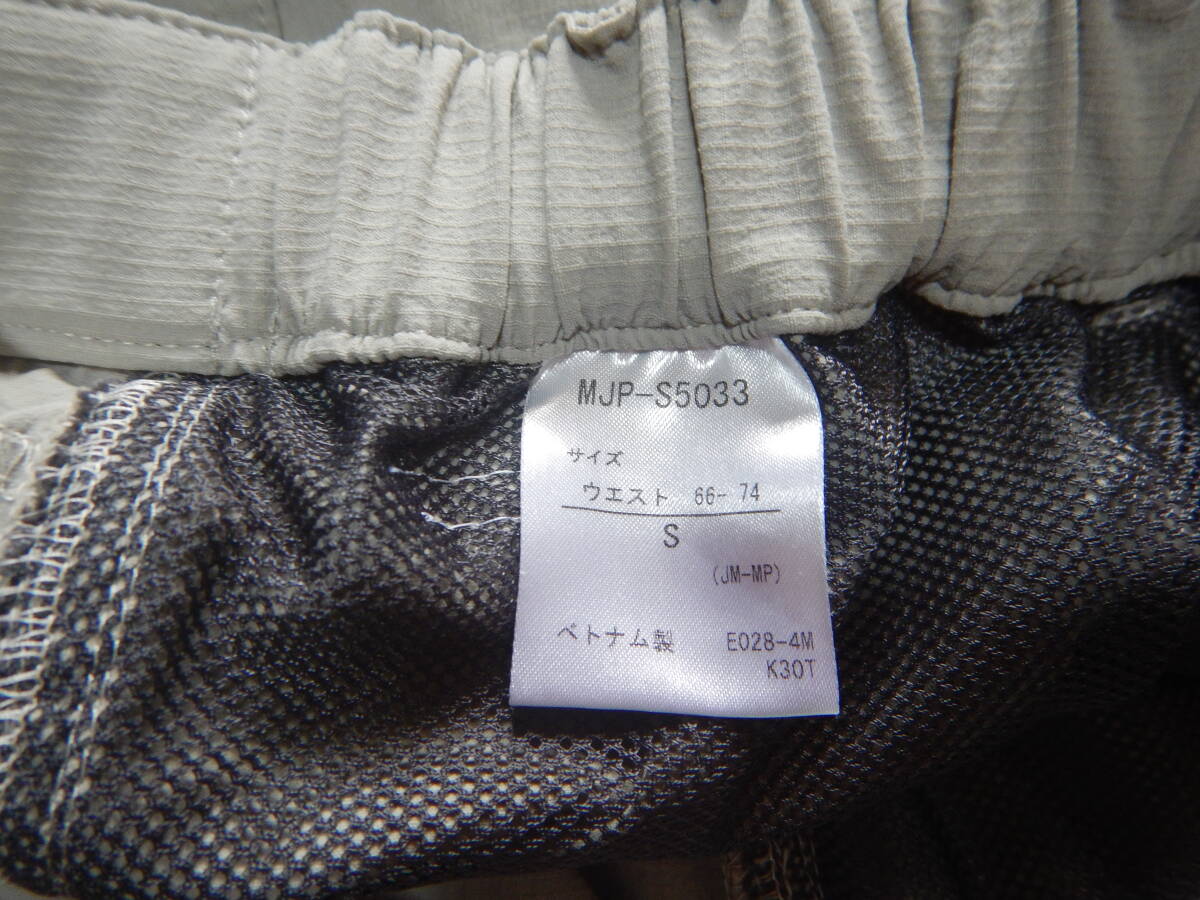 MJP-S5033
サイズ
ウエスト 66- 74
S
(JM-MP)
ベトナム製 E028-4M
K30T